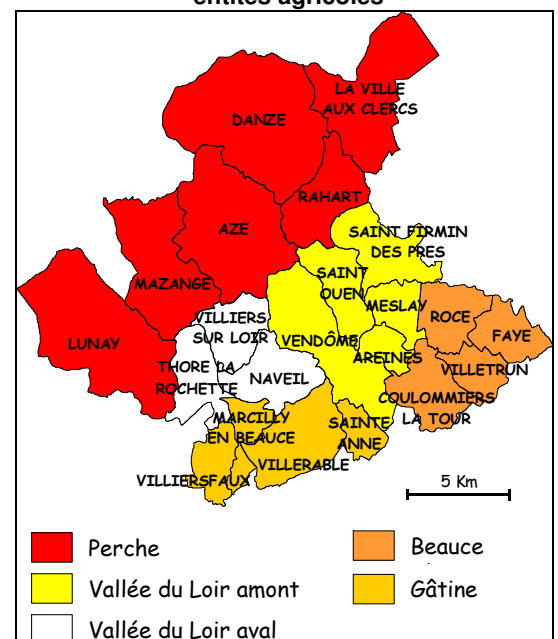 entités agricoles
LA VILLE
AUX CLERCS
DANZE
RAHART
AZE
SAINT FIRMIN
DES PRES
SAINT
OUEN
MAZANGE
MESLAY
ROCE
VILLIERS
SUR LOIR
FAYE
LUNAY
VENDÔME
AREINES
THORE LA
ROCHETTE
VILLETRUN
NAVEIL
COULOMMIERS
LA TOUR
MARCILLY
EN BEAUCE
SAINTE
ANNE
VILLERABLE
VILLIERSFAUX
5 Km
Perche
Beauce
Vallée du Loir amont
Gâtine
Vallée du Loir aval